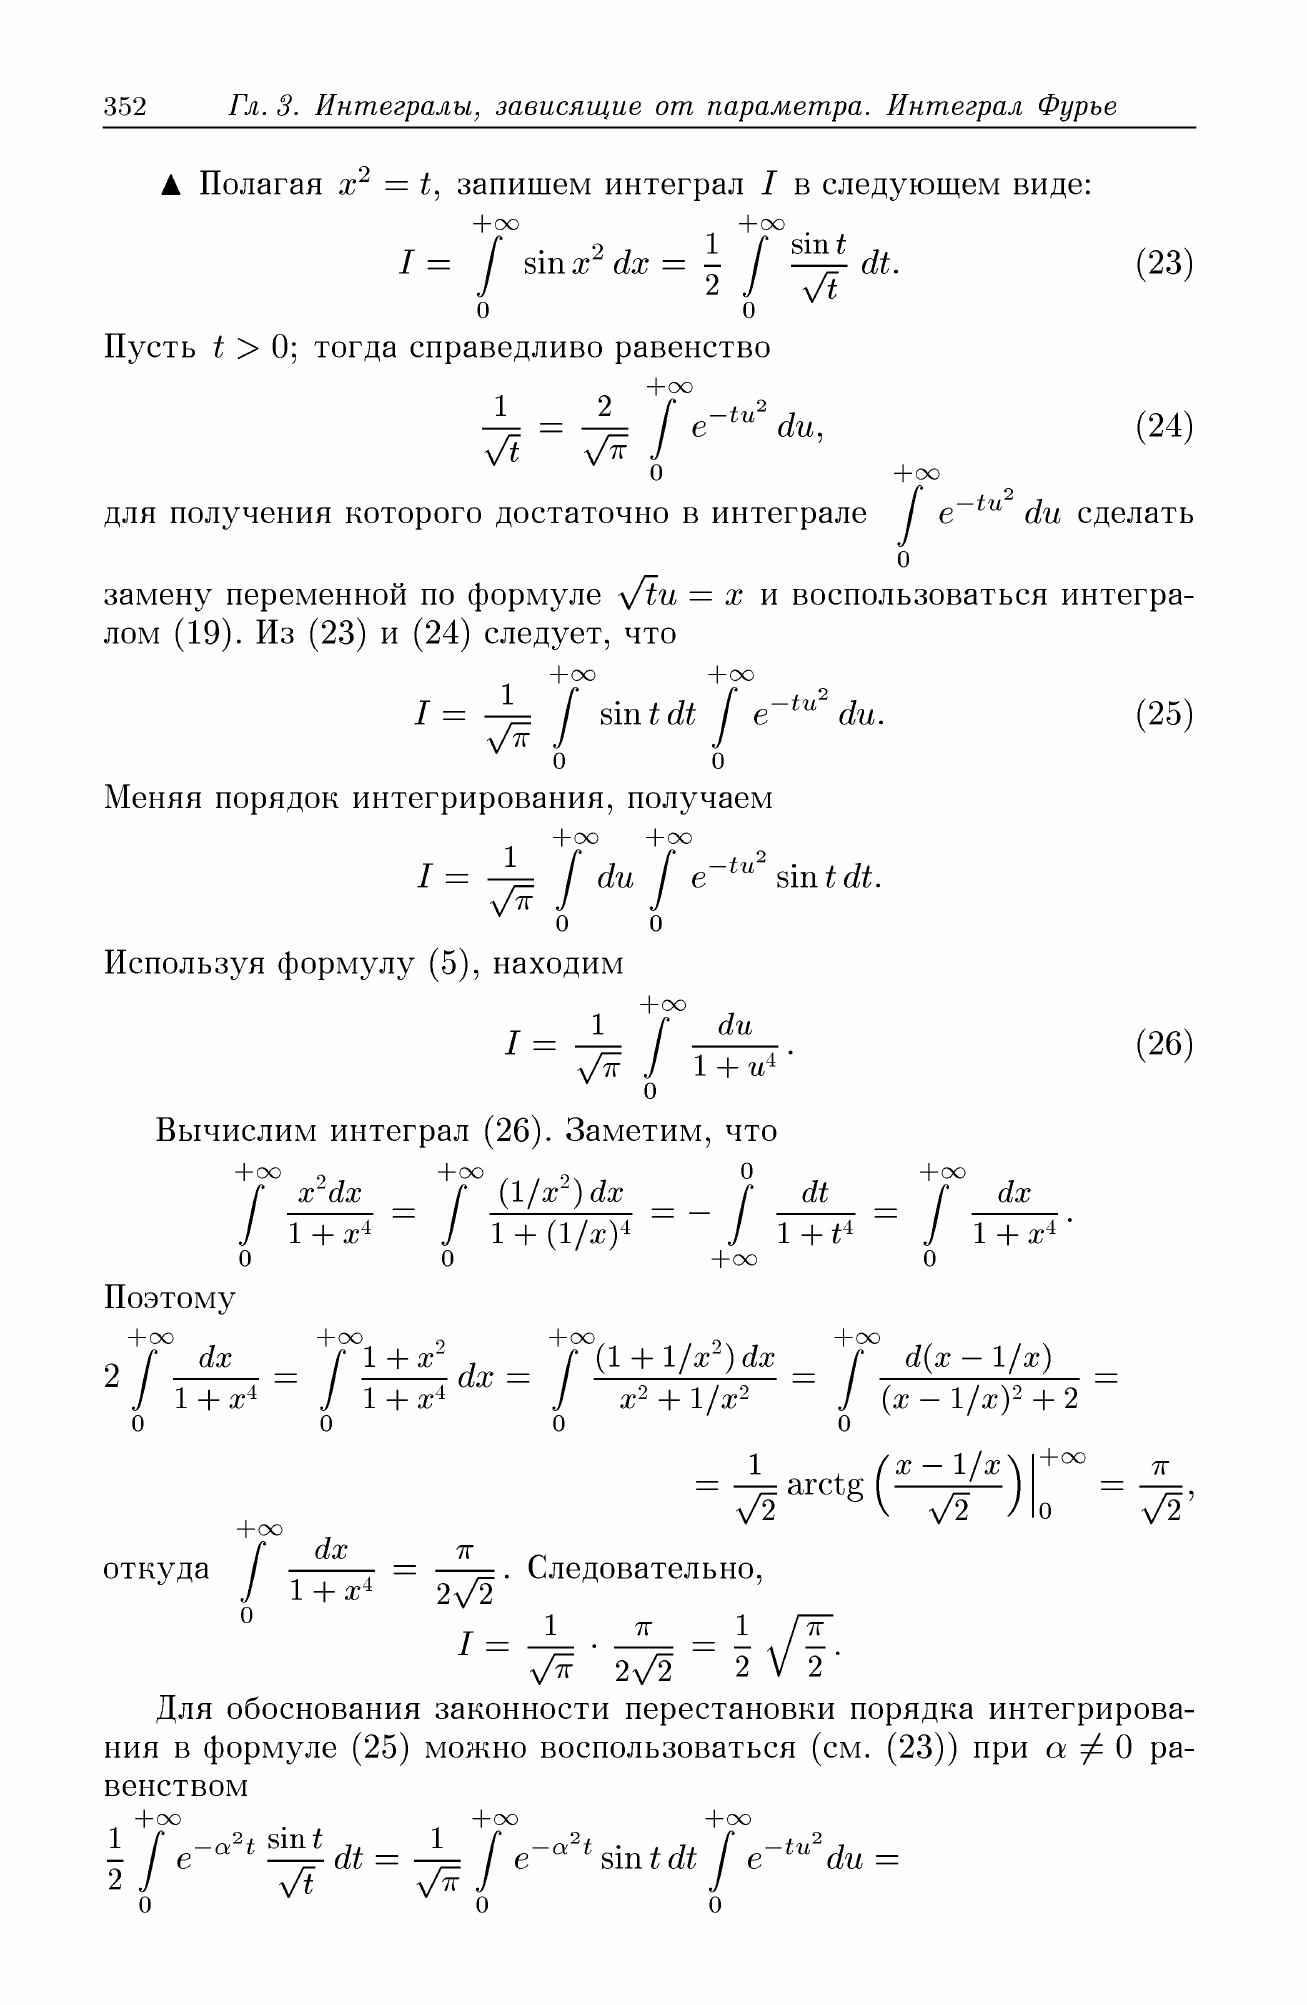 352 Гл. 3. Интегралы, зависящие от параметра. Интеграл Фурье
▲ Полагая $x^2 = t$, запишем интеграл $I$ в следующем виде:
$$I = \int_0^{+\infty} \sin x^2 \, dx = \frac{1}{2} \int_0^{+\infty} \frac{\sin t}{\sqrt{t}} \, dt. \quad (23)$$
Пусть $t > 0$; тогда справедливо равенство
$$\frac{1}{\sqrt{t}} = \frac{2}{\sqrt{\pi}} \int_0^{+\infty} e^{-tu^2} \, du, \quad (24)$$
для получения которого достаточно в интеграле $\int_0^{+\infty} e^{-tu^2} \, du$ сделать
замену переменной по формуле $\sqrt{t}u = x$ и воспользоваться интегра-
лом (19). Из (23) и (24) следует, что
$$I = \frac{1}{\sqrt{\pi}} \int_0^{+\infty} \sin t \, dt \int_0^{+\infty} e^{-tu^2} \, du. \quad (25)$$
Меняя порядок интегрирования, получаем
$$I = \frac{1}{\sqrt{\pi}} \int_0^{+\infty} du \int_0^{+\infty} e^{-tu^2} \sin t \, dt.$$
Используя формулу (5), находим
$$I = \frac{1}{\sqrt{\pi}} \int_0^{+\infty} \frac{du}{1 + u^4}. \quad (26)$$
Вычислим интеграл (26). Заметим, что
$$\int_0^{+\infty} \frac{x^2 dx}{1 + x^4} = \int_0^{+\infty} \frac{(1/x^2) \, dx}{1 + (1/x)^4} = -\int_{+\infty}^0 \frac{dt}{1 + t^4} = \int_0^{+\infty} \frac{dx}{1 + x^4}.$$
Поэтому
$$2 \int_0^{+\infty} \frac{dx}{1 + x^4} = \int_0^{+\infty} \frac{1 + x^2}{1 + x^4} \, dx = \int_0^{+\infty} \frac{(1 + 1/x^2) \, dx}{x^2 + 1/x^2} = \int_0^{+\infty} \frac{d(x - 1/x)}{(x - 1/x)^2 + 2} =$$
$$= \frac{1}{\sqrt{2}} \operatorname{arctg} \left( \frac{x - 1/x}{\sqrt{2}} \right) \Big|_0^{+\infty} = \frac{\pi}{\sqrt{2}},$$
откуда $\int_0^{+\infty} \frac{dx}{1 + x^4} = \frac{\pi}{2\sqrt{2}}$. Следовательно,
$$I = \frac{1}{\sqrt{\pi}} \cdot \frac{\pi}{2\sqrt{2}} = \frac{1}{2} \sqrt{\frac{\pi}{2}}.$$
Для обоснования законности перестановки порядка интегрирова-
ния в формуле (25) можно воспользоваться (см. (23)) при $\alpha \neq 0$ ра-
венством
$$\frac{1}{2} \int_0^{+\infty} e^{-\alpha^2 t} \frac{\sin t}{\sqrt{t}} \, dt = \frac{1}{\sqrt{\pi}} \int_0^{+\infty} e^{-\alpha^2 t} \sin t \, dt \int_0^{+\infty} e^{-tu^2} du =$$